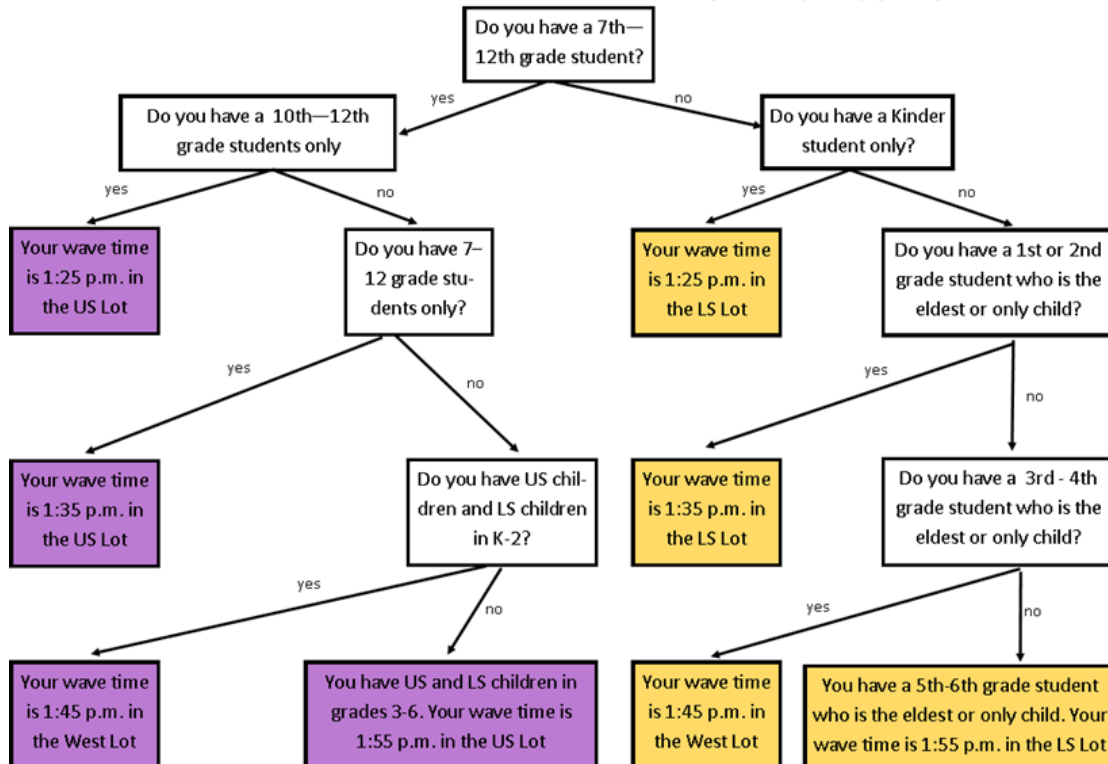 Do you have a 7th—
12th grade student?
yes
no
Do you have a  10th—12th
grade students only
Do you have a Kinder
student only?
yes
no
yes
no
Your wave time
is 1:25 p.m. in
the US Lot
Do you have 7–
12 grade stu-
dents only?
Your wave time
is 1:25 p.m. in
the LS Lot
Do you have a 1st or 2nd
grade student who is the
eldest or only child?
yes
no
yes
no
Your wave time
is 1:35 p.m. in
the US Lot
Do you have US chil-
dren and LS children
in K-2?
Your wave time
is 1:35 p.m. in
the LS Lot
Do you have a  3rd - 4th
grade student who is the
eldest or only child?
yes
no
yes
no
Your wave time
is 1:45 p.m. in
the West Lot
You have US and LS children in
grades 3-6. Your wave time is
1:55 p.m. in the US Lot
Your wave time
is 1:45 p.m. in
the West Lot
You have a 5th-6th grade student
who is the eldest or only child. Your
wave time is 1:55 p.m. in the LS Lot